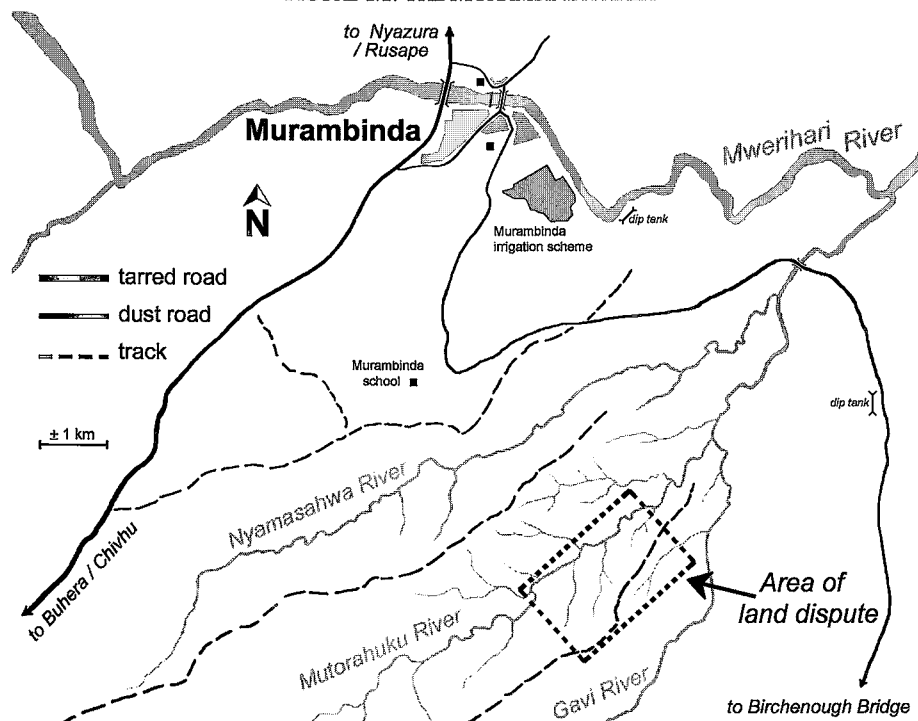 to Nyazura
/ Rusape
Murambinda
Mwerihari River
N
dip tank
Murambinda
irrigation scheme
tarred road
dust road
track
Murambinda
school
± 1 km
dip tank
Nyamasahwa River
to Buhera / Chivhu
Area of
land dispute
Mutorahuku River
Gavi River
to Birchenough Bridge